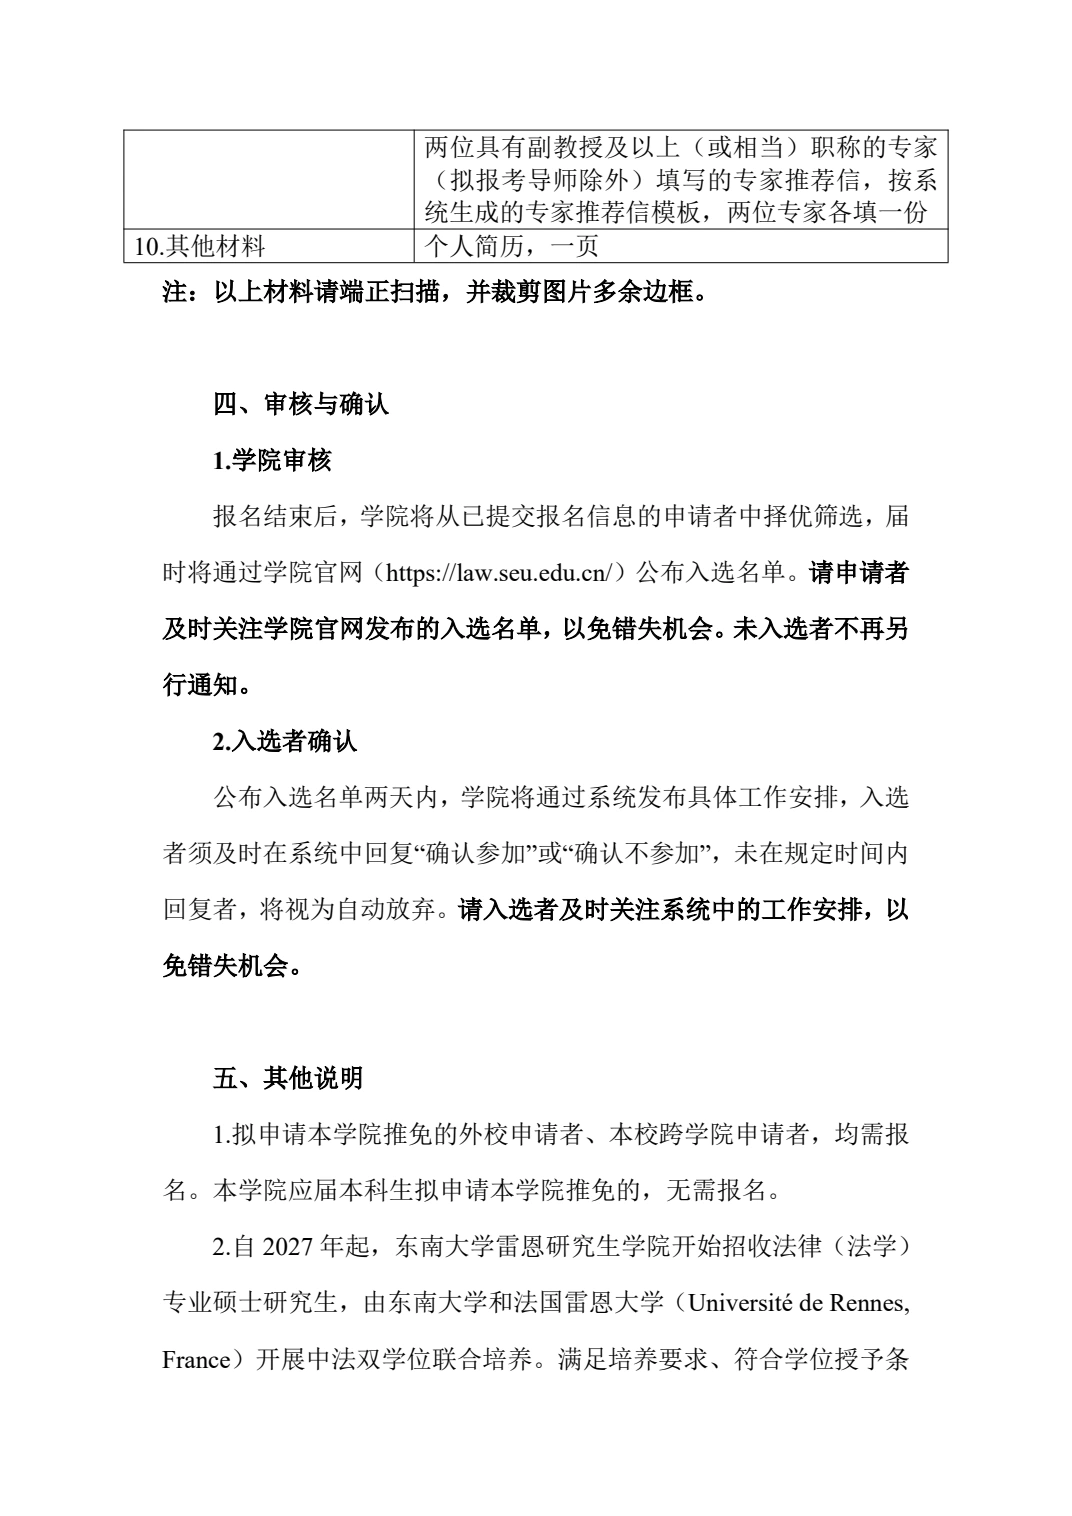 两位具有副教授及以上（或相当）职称的专家
（拟报考导师除外）填写的专家推荐信，按系
统生成的专家推荐信模板，两位专家各填一份
10.其他材料 个人简历，一页
注：以上材料请端正扫描，并裁剪图片多余边框。
四、审核与确认
1.学院审核
报名结束后，学院将从已提交报名信息的申请者中择优筛选，届
时将通过学院官网（https://law.seu.edu.cn/）公布入选名单。请申请者
及时关注学院官网发布的入选名单，以免错失机会。未入选者不再另
行通知。
2.入选者确认
公布入选名单两天内，学院将通过系统发布具体工作安排，入选
者须及时在系统中回复“确认参加”或“确认不参加”，未在规定时间内
回复者，将视为自动放弃。请入选者及时关注系统中的工作安排，以
免错失机会。
五、其他说明
1.拟申请本学院推免的外校申请者、本校跨学院申请者，均需报
名。本学院应届本科生拟申请本学院推免的，无需报名。
2.自 2027 年起，东南大学雷恩研究生学院开始招收法律（法学）
专业硕士研究生，由东南大学和法国雷恩大学（Université de Rennes,
France）开展中法双学位联合培养。满足培养要求、符合学位授予条